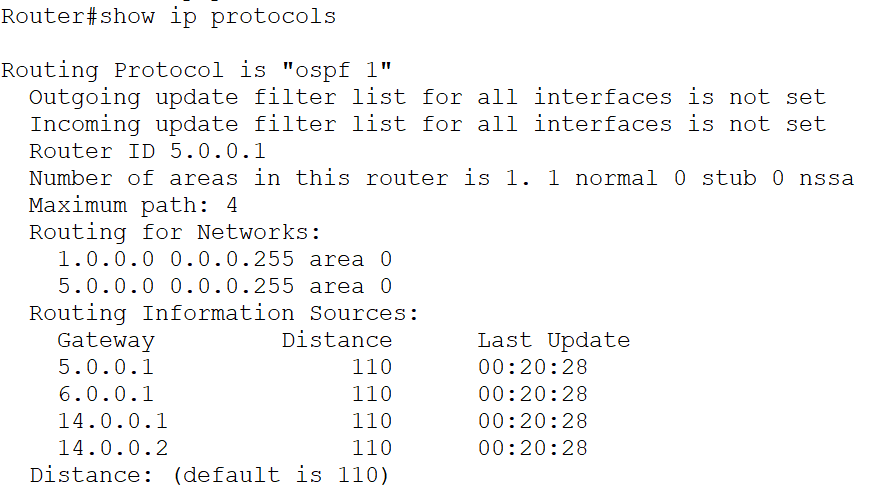 Router#show ip protocols
Routing Protocol is "ospf 1"
Outgoing update filter list for all interfaces is not set
Incoming update filter list for all interfaces is not set
Router ID 5.0.0.1
Number of areas in this router is 1. 1 normal 0 stub 0 nssa
Maximum path: 4
Routing for Networks:
1.0.0.0 0.0.0.255 area 0
5.0.0.0 0.0.0.255 area 0
Routing Information Sources:
Gateway Distance Last Update
5.0.0.1 110 00:20:28
6.0.0.1 110 00:20:28
14.0.0.1 110 00:20:28
14.0.0.2 110 00:20:28
Distance: (default is 110)